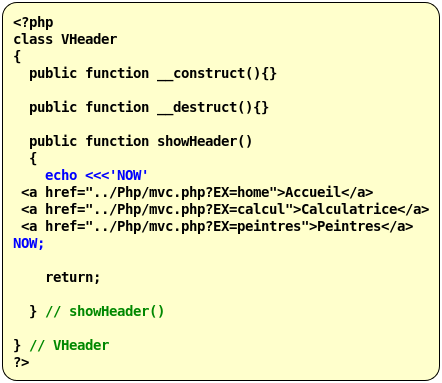 <?php
class VHeader
{
  public function __construct(){}

  public function __destruct(){}

  public function showHeader()
  {
    echo <<<'NOW'
 <a href="../Php/mvc.php?EX=home">Accueil</a>
 <a href="../Php/mvc.php?EX=calcul">Calculatrice</a>
 <a href="../Php/mvc.php?EX=peintres">Peintres</a>
NOW;

    return;

  } // showHeader()

} // VHeader
?>